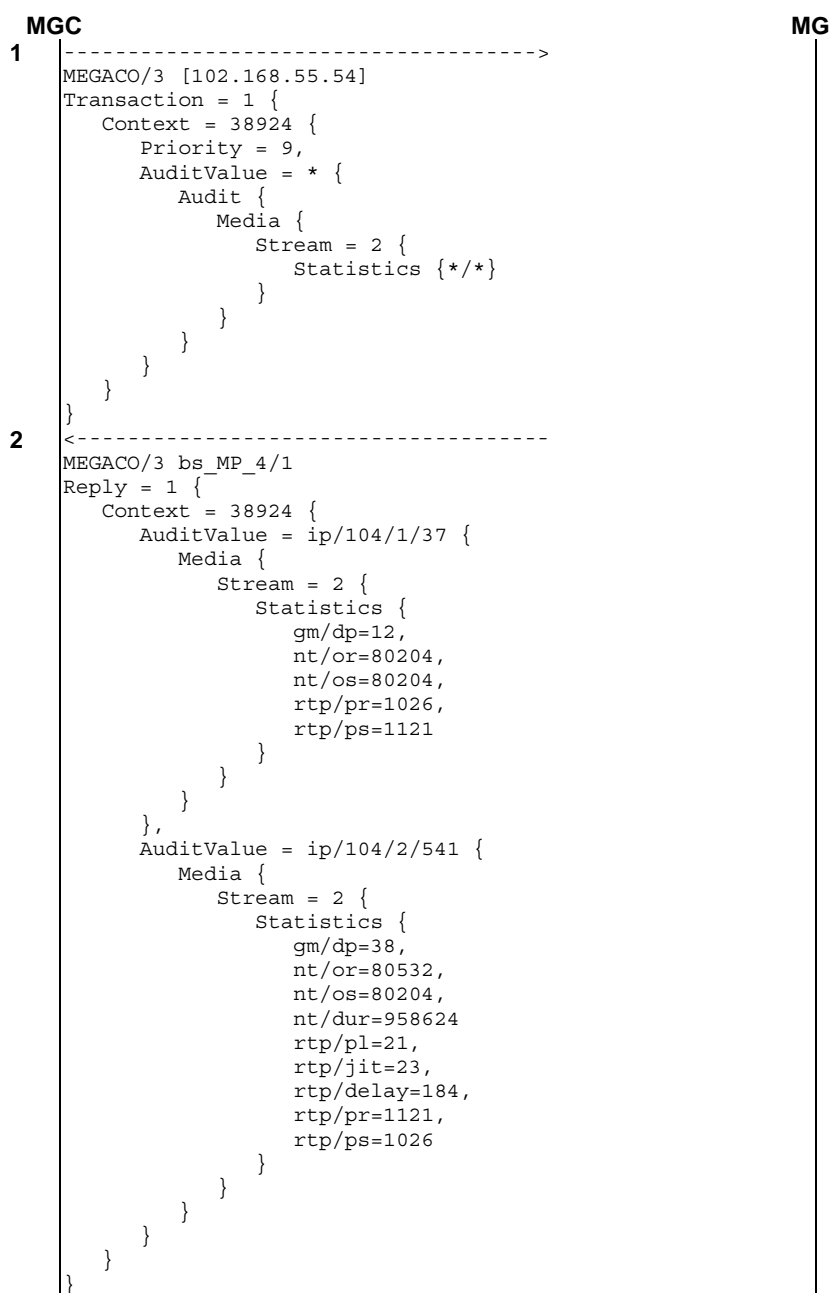 MGC MG
1 ------------------------------------->
MEGACO/3 [102.168.55.54]
Transaction = 1 {
Context = 38924 {
Priority = 9,
AuditValue = * {
Audit {
Media {
Stream = 2 {
Statistics {*/*}
}
}
}
}
}
}
2 <-------------------------------------
MEGACO/3 bs_MP_4/1
Reply = 1 {
Context = 38924 {
AuditValue = ip/104/1/37 {
Media {
Stream = 2 {
Statistics {
gm/dp=12,
nt/or=80204,
nt/os=80204,
rtp/pr=1026,
rtp/ps=1121
}
}
}
},
AuditValue = ip/104/2/541 {
Media {
Stream = 2 {
Statistics {
gm/dp=38,
nt/or=80532,
nt/os=80204,
nt/dur=958624
rtp/pl=21,
rtp/jit=23,
rtp/delay=184,
rtp/pr=1121,
rtp/ps=1026
}
}
}
}
}
}